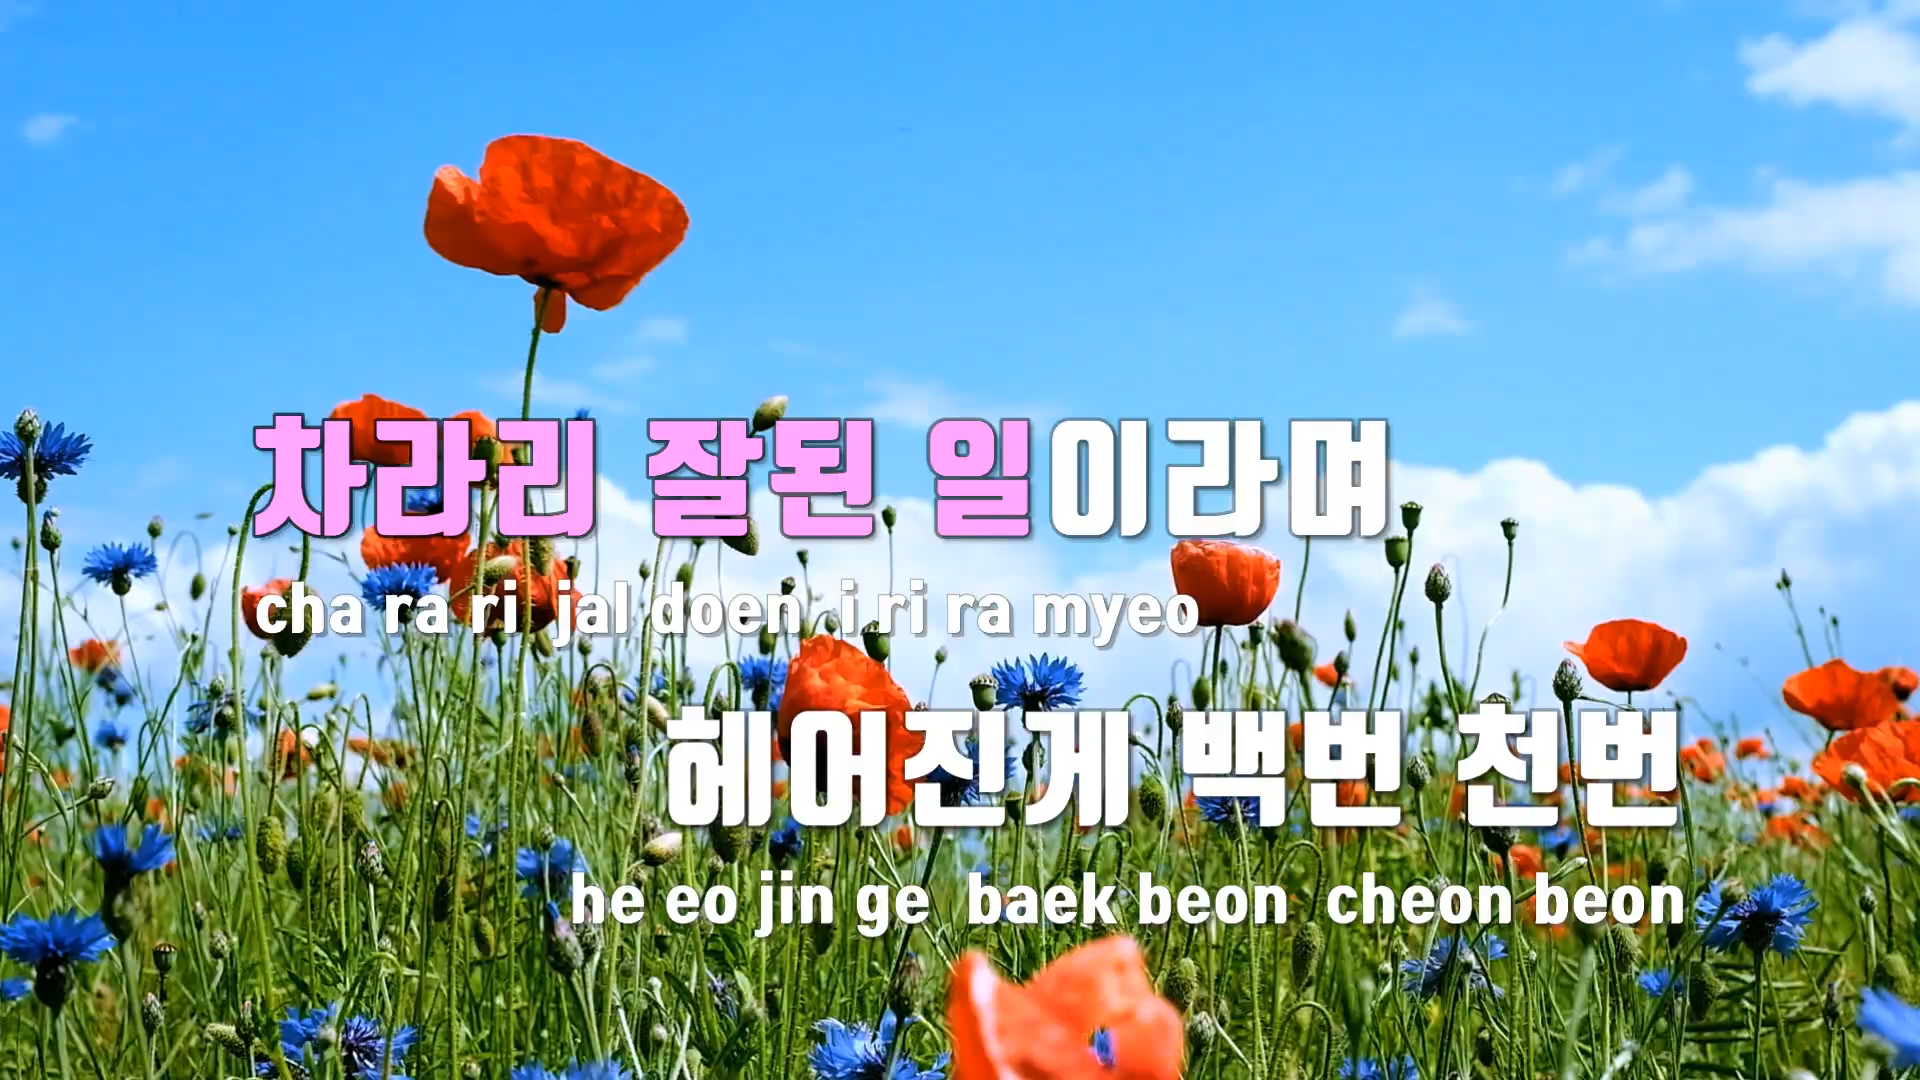 차라리 잘된 일이라며
cha ra ri jal doen i ri ra myeo
헤어진게 백번 천번
he eo jin ge baek beon cheon beon